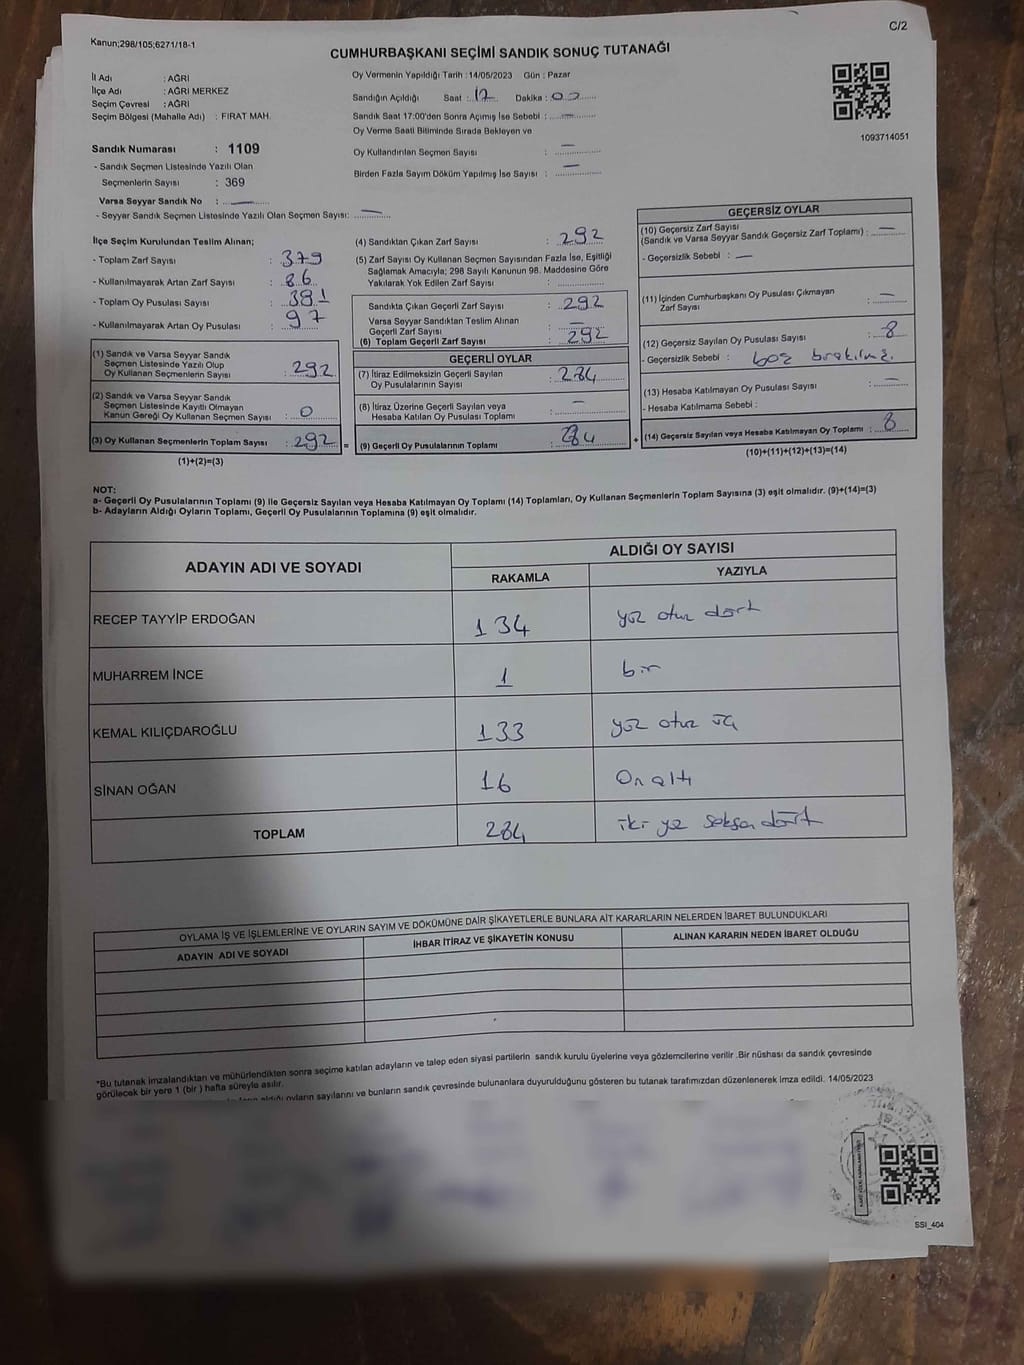 C/2
Kanun;298/105;6271/18-1
CUMHURBAŞKANI SEÇİMİ SANDIK SONUÇ TUTANAĞI
İl Adı : AĞRI
İlçe Adı : AĞRI MERKEZ
Seçim Çevresi : AĞRI
Seçim Bölgesi (Mahalle Adı) : FIRAT MAH.
Oy Vermenin Yapıldığı Tarih : 14/05/2023 Gün : Pazar
Sandığın Açıldığı Saat : 17 Dakika : 00
Sandık Saat 17:00'den Sonra Açılmış İse Sebebi : —
Oy Verme Saati Bitiminde Sırada Bekleyen ve
Oy Kullandırılan Seçmen Sayısı : —
Birden Fazla Sayım Döküm Yapılmış İse Sayısı : —
1093714051
Sandık Numarası : 1109
- Sandık Seçmen Listesinde Yazılı Olan
Seçmenlerin Sayısı : 369
Varsa Seyyar Sandık No : —
- Seyyar Sandık Seçmen Listesinde Yazılı Olan Seçmen Sayısı: —
İlçe Seçim Kurulundan Teslim Alınan;
- Toplam Zarf Sayısı : 379
- Kullanılmayarak Artan Zarf Sayısı : 86
- Toplam Oy Pusulası Sayısı : 381
- Kullanılmayarak Artan Oy Pusulası : 97
(1) Sandık ve Varsa Seyyar Sandık
Seçmen Listesinde Yazılı Olup
Oy Kullanan Seçmenlerin Sayısı : 292
(2) Sandık ve Varsa Seyyar Sandık
Seçmen Listesinde Kayıtlı Olmayan
Kanun Gereği Oy Kullanan Seçmen Sayısı : 0
(3) Oy Kullanan Seçmenlerin Toplam Sayısı : 292 =
(1)+(2)=(3)
(4) Sandıktan Çıkan Zarf Sayısı : 292
(5) Zarf Sayısı Oy Kullanan Seçmen Sayısından Fazla İse, Eşitliği
Sağlamak Amacıyla; 298 Sayılı Kanunun 98. Maddesine Göre
Yakılarak Yok Edilen Zarf Sayısı :
Sandıkta Çıkan Geçerli Zarf Sayısı : 292
Varsa Seyyar Sandıktan Teslim Alınan
Geçerli Zarf Sayısı : —
(6) Toplam Geçerli Zarf Sayısı : 292
GEÇERLİ OYLAR
(7) İtiraz Edilmeksizin Geçerli Sayılan
Oy Pusulalarının Sayısı : 284
(8) İtiraz Üzerine Geçerli Sayılan veya
Hesaba Katılan Oy Pusulası Toplamı : —
(9) Geçerli Oy Pusulalarının Toplamı : 284 +
GEÇERSİZ OYLAR
(10) Geçersiz Zarf Sayısı
(Sandık ve Varsa Seyyar Sandık Geçersiz Zarf Toplamı) : —
- Geçersizlik Sebebi : —
(11) İçinden Cumhurbaşkanı Oy Pusulası Çıkmayan
Zarf Sayısı : —
(12) Geçersiz Sayılan Oy Pusulası Sayısı : 8
- Geçersizlik Sebebi : boş bırakılmış
(13) Hesaba Katılmayan Oy Pusulası Sayısı : —
- Hesaba Katılmama Sebebi :
(14) Geçersiz Sayılan veya Hesaba Katılmayan Oy Toplamı : 8
(10)+(11)+(12)+(13)=(14)
NOT:
a- Geçerli Oy Pusulalarının Toplamı (9) ile Geçersiz Sayılan veya Hesaba Katılmayan Oy Toplamı (14) Toplamları, Oy Kullanan Seçmenlerin Toplam Sayısına (3) eşit olmalıdır. (9)+(14)=(3)
b- Adayların Aldığı Oyların Toplamı, Geçerli Oy Pusulalarının Toplamına (9) eşit olmalıdır.
ADAYIN ADI VE SOYADI ALDIĞI OY SAYISI
RAKAMLA YAZIYLA
RECEP TAYYİP ERDOĞAN 134 yüz otuz dört
MUHARREM İNCE 1 bir
KEMAL KILIÇDAROĞLU 133 yüz otuz üç
SİNAN OĞAN 16 On altı
TOPLAM 284 iki yüz seksen dört
OYLAMA İŞ VE İŞLEMLERİNE VE OYLARIN SAYIM VE DÖKÜMÜNE DAİR ŞİKAYETLERLE BUNLARA AİT KARARLARIN NELERDEN İBARET BULUNDUKLARI
ADAYIN ADI VE SOYADI İHBAR İTİRAZ VE ŞİKAYETİN KONUSU ALINAN KARARIN NEDEN İBARET OLDUĞU
*Bu tutanak imzalandıktan ve mühürlendikten sonra seçime katılan adayların ve talep eden siyasi partilerin sandık kurulu üyelerine veya gözlemcilerine verilir .Bir nüshası da sandık çevresinde
görülecek bir yere 1 (bir ) hafta süreyle asılır.
aldığı oyların sayılarını ve bunların sandık çevresinde bulunanlara duyurulduğunu gösteren bu tutanak tarafımızdan düzenlenerek imza edildi. 14/05/2023
SSI_404